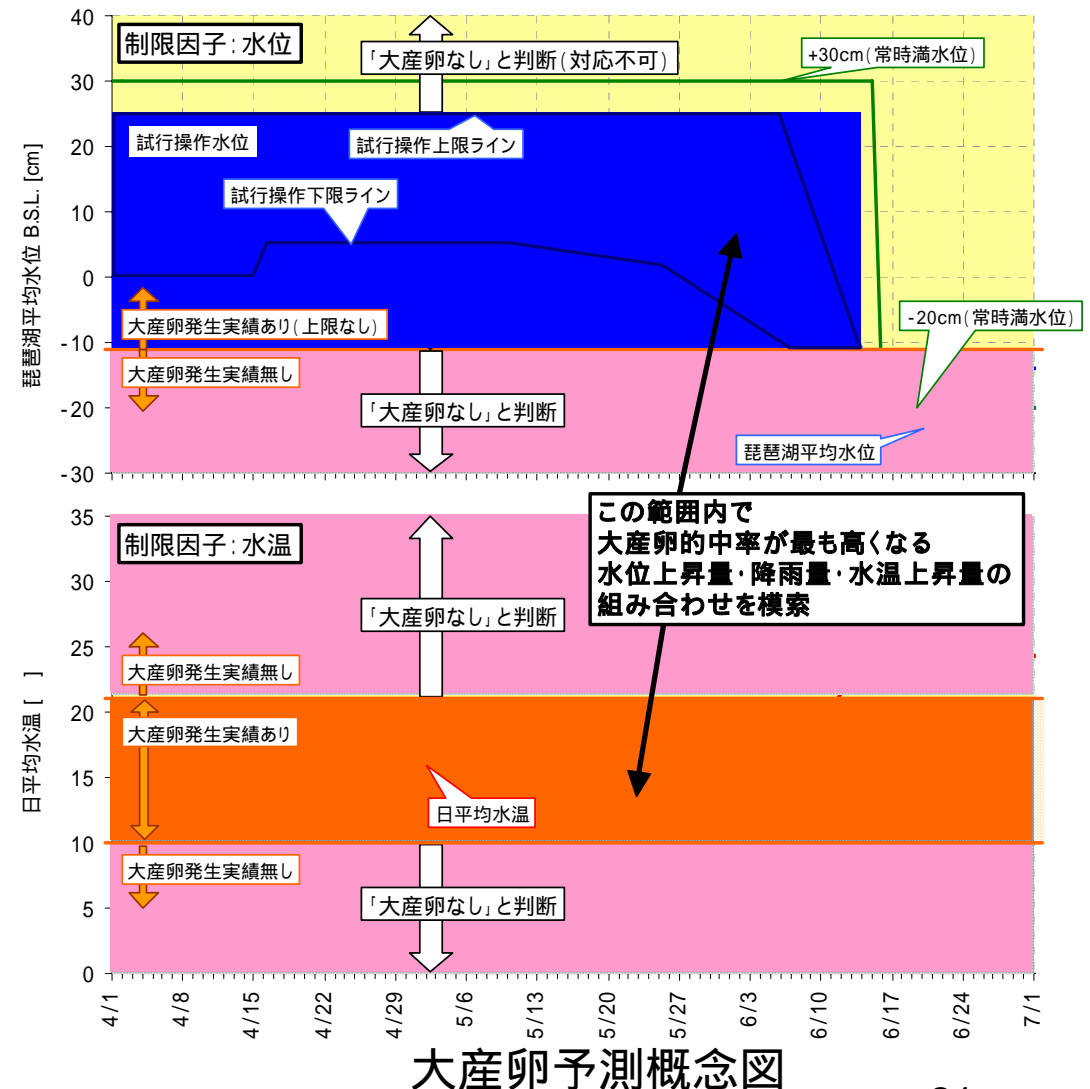 40
30
20
10
0
-10
-20
-30
琵琶湖平均水位 B.S.L. [cm]
制限因子:水位
「大産卵なし」と判断(対応不可)
+30cm(常時満水位)
試行操作水位
試行操作上限ライン
試行操作下限ライン
大産卵発生実績あり(上限なし)
-20cm(常時満水位)
大産卵発生実績無し
「大産卵なし」と判断
琵琶湖平均水位
この範囲内で
大産卵的中率が最も高くなる
水位上昇量・降雨量・水温上昇量の
組み合わせを模索
35
30
25
20
15
10
5
0
日平均水温 [ ]
制限因子:水温
「大産卵なし」と判断
大産卵発生実績無し
大産卵発生実績あり
日平均水温
大産卵発生実績無し
「大産卵なし」と判断
4/1
4/8
4/15
4/22
4/29
5/6
5/13
5/20
5/27
6/3
6/10
6/17
6/24
7/1
大産卵予測概念図